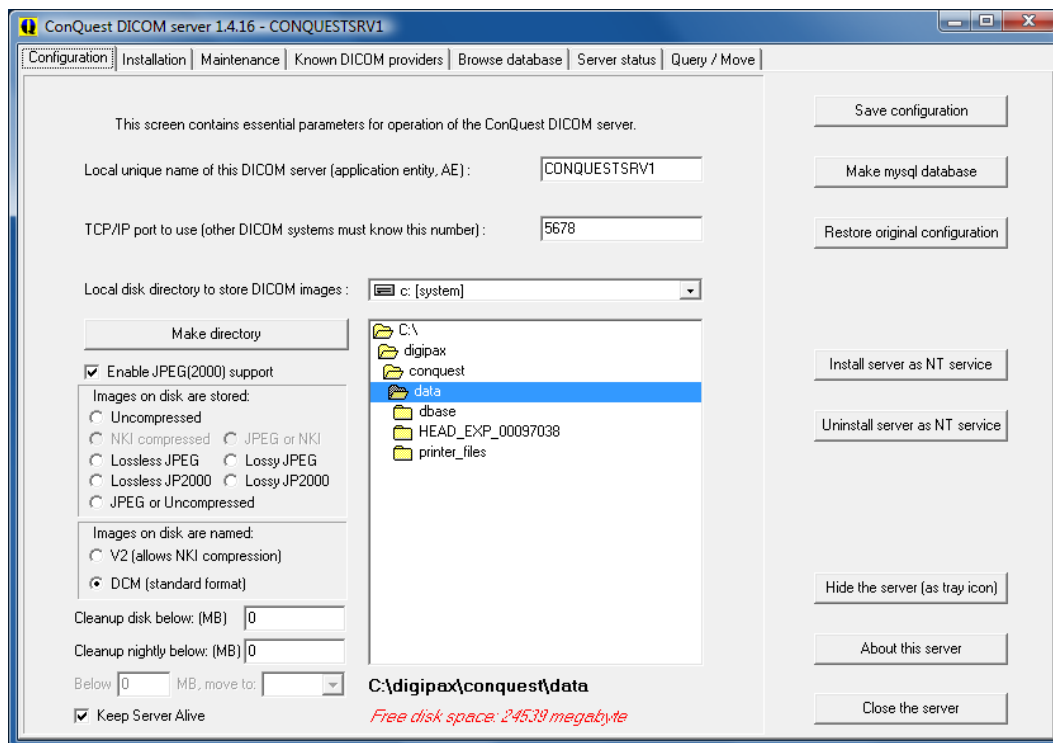 ConQuest DICOM server 1.4.16 - CONQUESTSRV1
Configuration Installation Maintenance Known DICOM providers Browse database Server status Query / Move
This screen contains essential parameters for operation of the ConQuest DICOM server.
Save configuration
Local unique name of this DICOM server (application entity, AE) : CONQUESTSRV1
Make mysql database
TCP/IP port to use (other DICOM systems must know this number) : 5678
Restore original configuration
Local disk directory to store DICOM images : c: [system]
Make directory
C:\
digipax
conquest
data
dbase
HEAD_EXP_00097038
printer_files
Install server as NT service
Uninstall server as NT service
Enable JPEG(2000) support
Images on disk are stored:
Uncompressed
NKI compressed JPEG or NKI
Lossless JPEG Lossy JPEG
Lossless JP2000 Lossy JP2000
JPEG or Uncompressed
Images on disk are named:
V2 (allows NKI compression)
DCM (standard format)
Hide the server (as tray icon)
Cleanup disk below: (MB) 0
Cleanup nightly below: (MB) 0
About this server
Below 0 MB, move to:
C:\digipax\conquest\data
Keep Server Alive
Free disk space: 24539 megabyte
Close the server